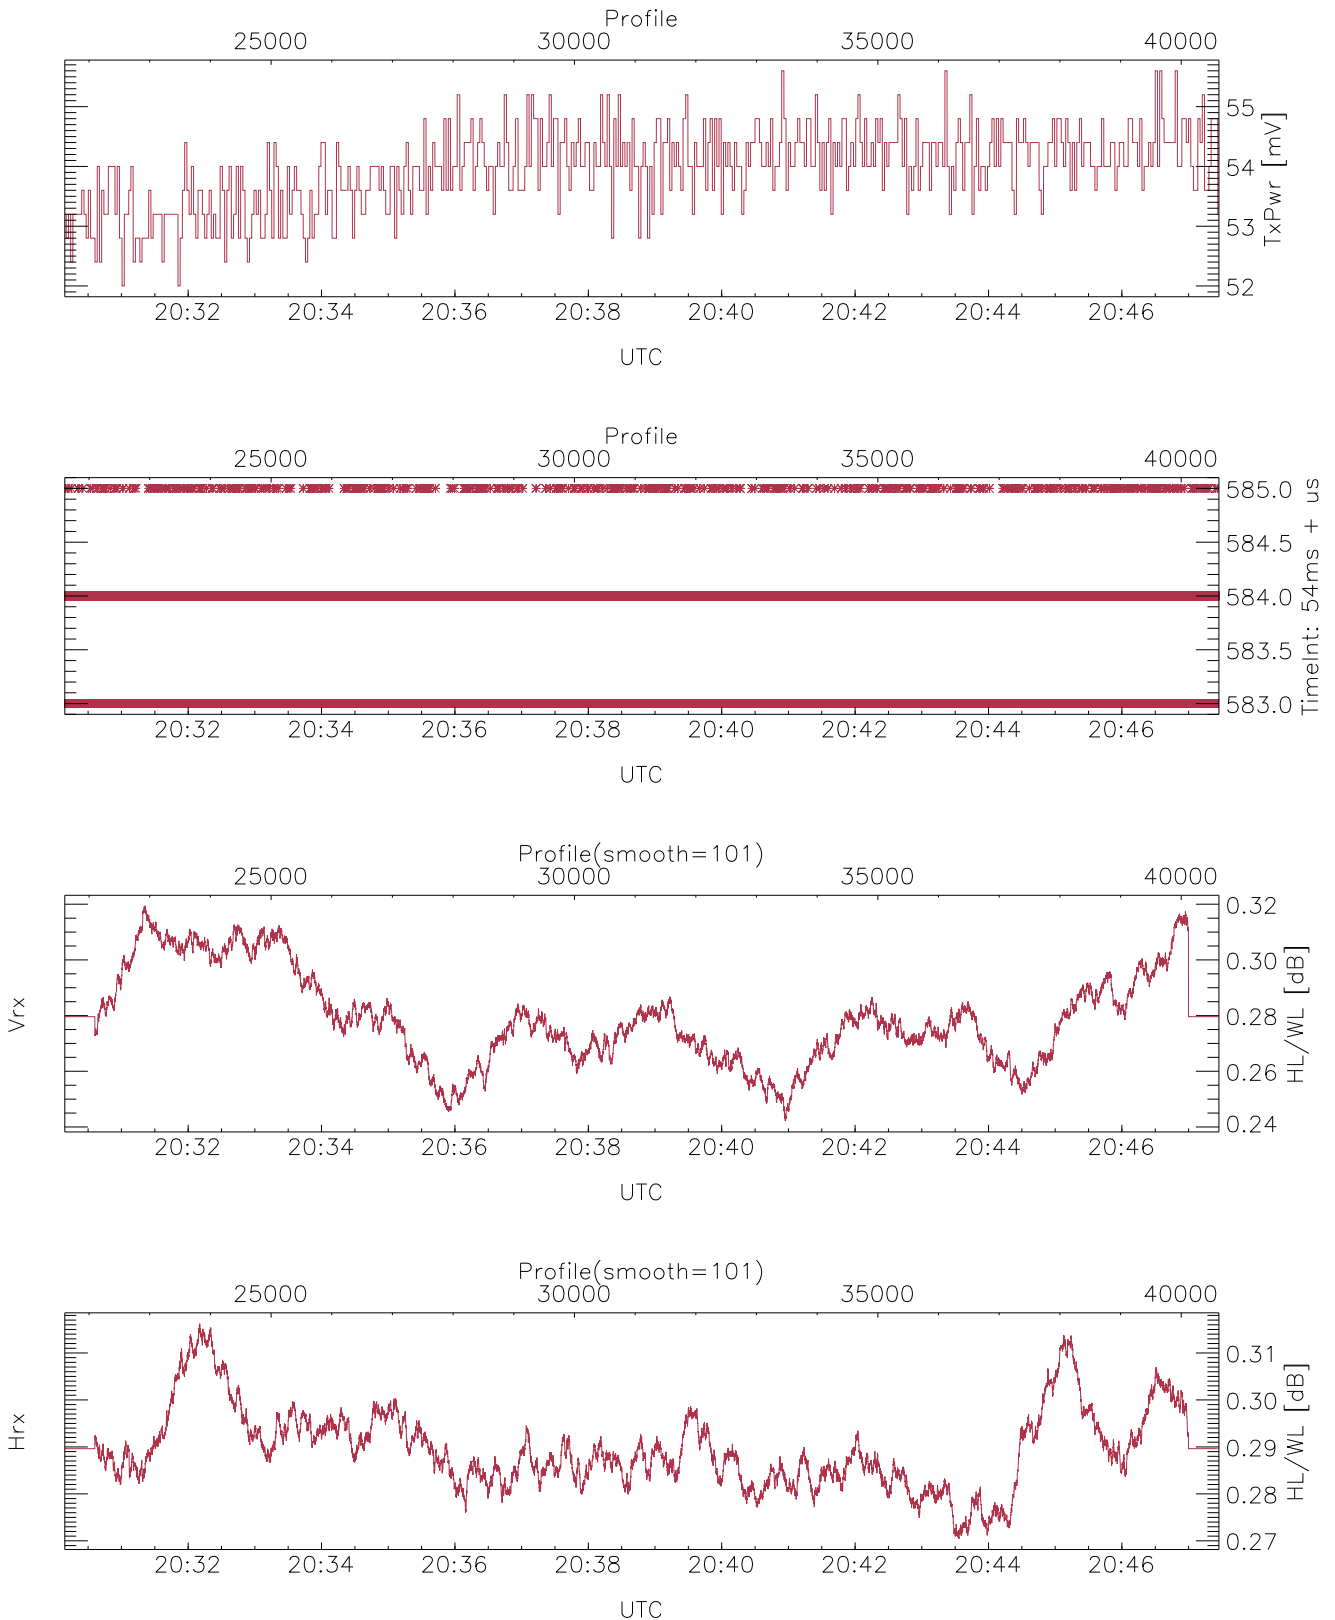 Profile
25000 30000 35000 40000
55
54
53
52
TxPwr [mV]
20:32 20:34 20:36 20:38 20:40 20:42 20:44 20:46
UTC
Profile
25000 30000 35000 40000
585.0
584.5
584.0
583.5
583.0
TimeInt: 54ms + us
20:32 20:34 20:36 20:38 20:40 20:42 20:44 20:46
UTC
Profile(smooth=101)
25000 30000 35000 40000
Vrx
0.32
0.30
0.28
0.26
0.24
HL/WL [dB]
20:32 20:34 20:36 20:38 20:40 20:42 20:44 20:46
UTC
Profile(smooth=101)
25000 30000 35000 40000
Hrx
0.31
0.30
0.29
0.28
0.27
HL/WL [dB]
20:32 20:34 20:36 20:38 20:40 20:42 20:44 20:46
UTC